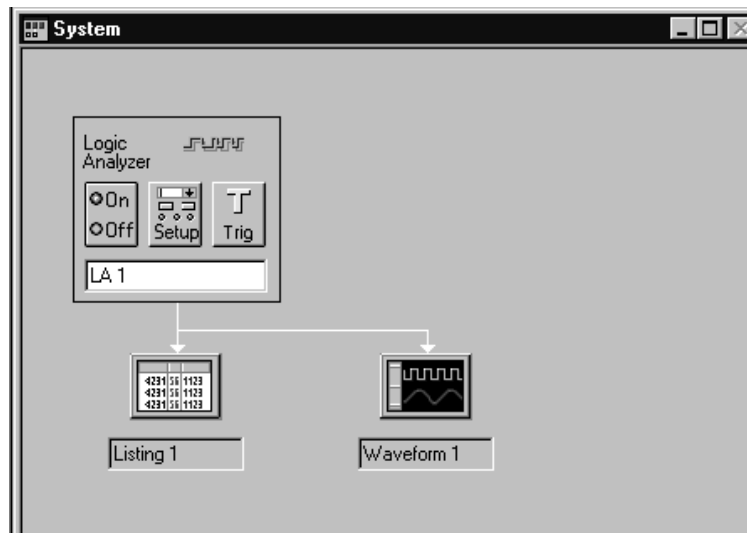 System
Logic
Analyzer
On
Off
Setup
Trig
LA 1
4231 56 1123
4231 56 1123
4231 56 1123
Listing 1
Waveform 1